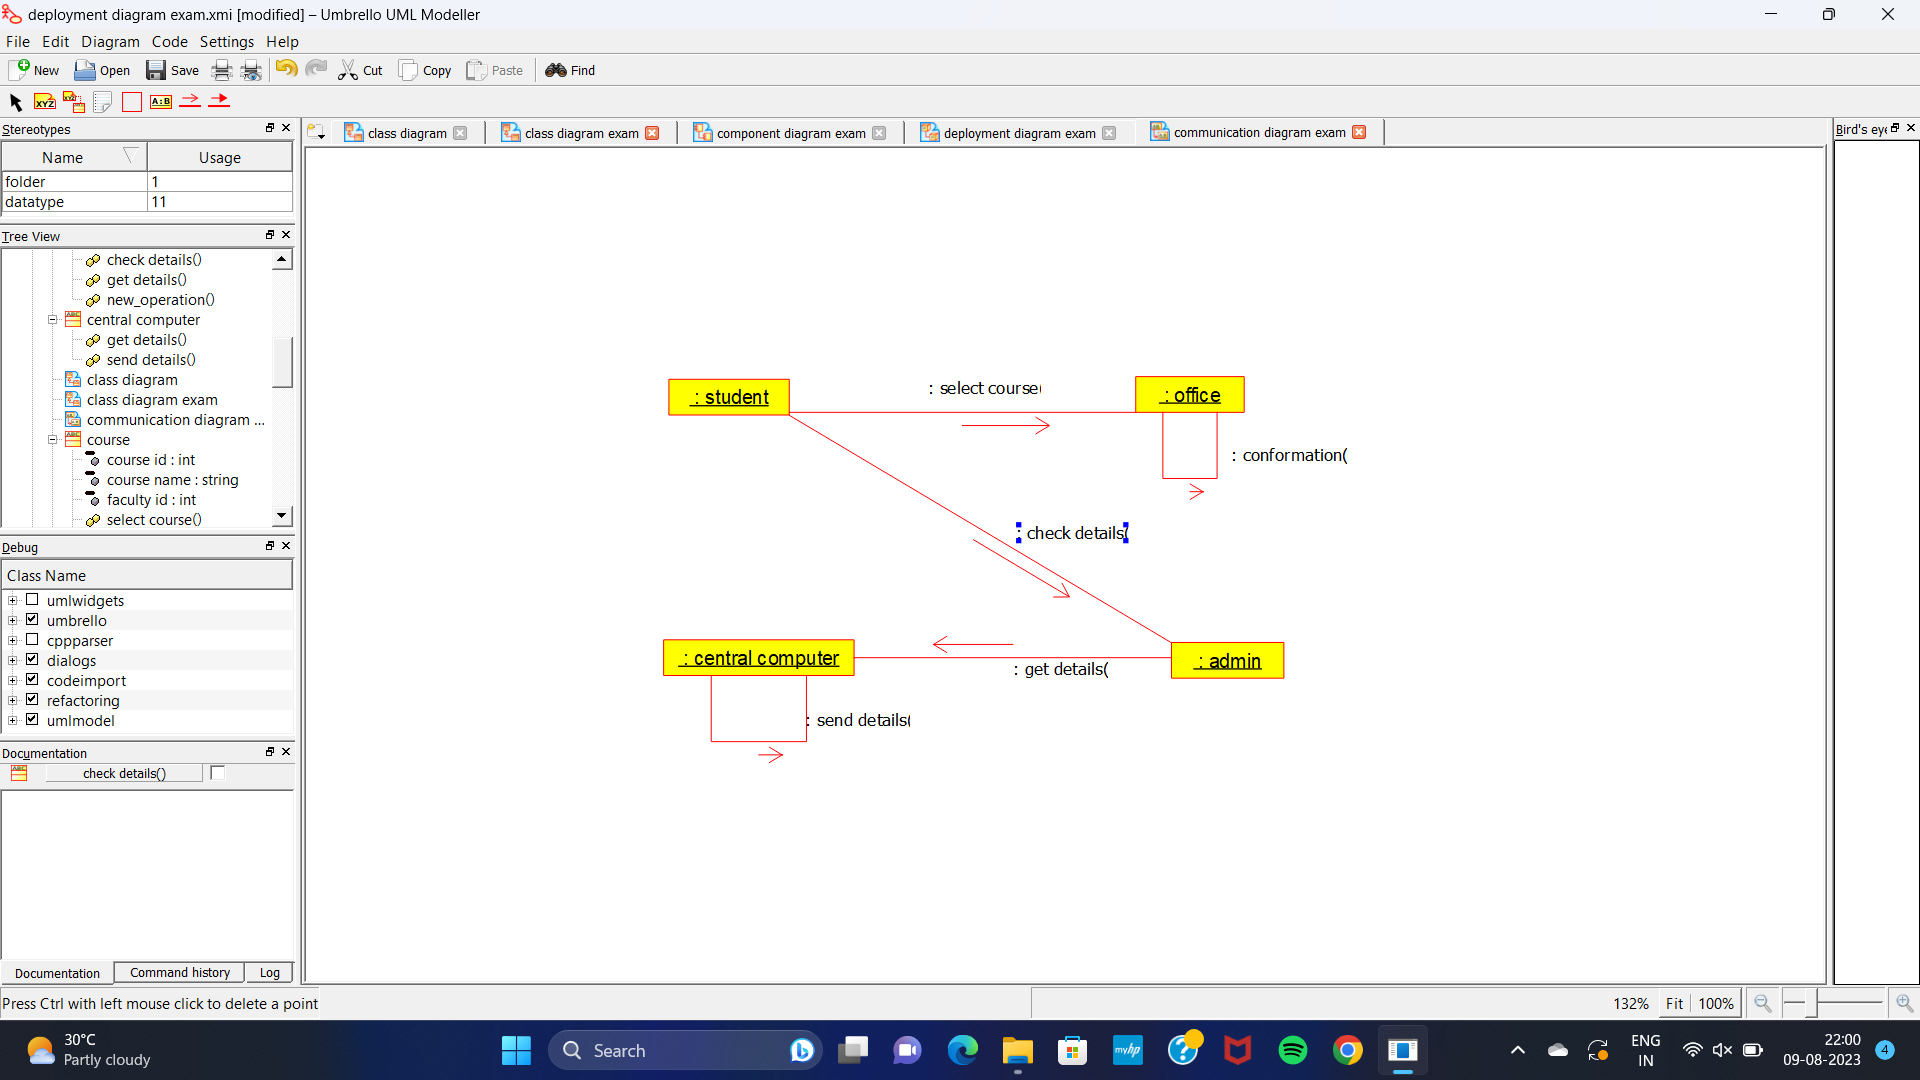 deployment diagram exam.xmi [modified] – Umbrello UML Modeller
File Edit Diagram Code Settings Help
New Open Save Cut Copy Paste Find
XYZ XYZ A:B
Stereotypes
Name Usage
folder 1
datatype 11
Tree View
check details()
get details()
new_operation()
central computer
get details()
send details()
class diagram
class diagram exam
communication diagram ...
course
course id : int
course name : string
faculty id : int
select course()
Debug
Class Name
umlwidgets
umbrello
cppparser
dialogs
codeimport
refactoring
umlmodel
Documentation
check details()
Documentation Command history Log
class diagram class diagram exam component diagram exam deployment diagram exam communication diagram exam
Bird's eye
: student
: select course(
: office
: conformation(
: check details(
: central computer
: get details(
: admin
: send details(
Press Ctrl with left mouse click to delete a point
132% Fit 100%
30°C
Partly cloudy
Search
myhp
ENG
IN
22:00
09-08-2023
4